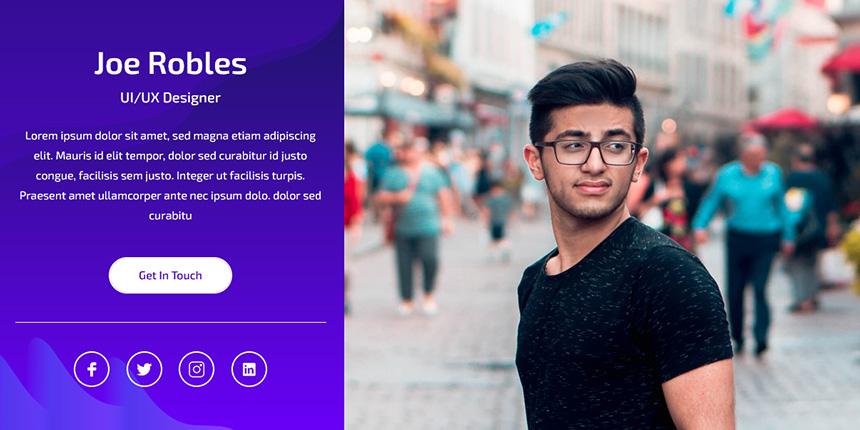 Joe Robles
UI/UX Designer
Lorem ipsum dolor sit amet, sed magna etiam adipiscing
elit. Mauris id elit tempor, dolor sed curabitur id justo
congue, facilisis sem justo. Integer ut facilisis turpis.
Praesent amet ullamcorper ante nec ipsum dolo. dolor sed
curabitu
Get In Touch